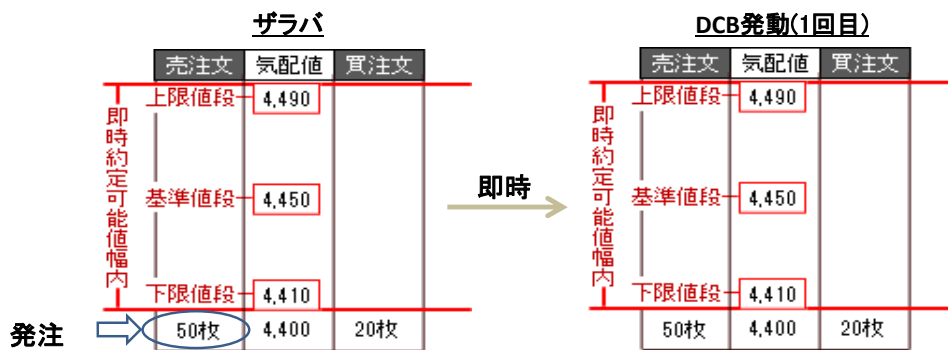 ザラバ
売注文 気配値 買注文
上限値段 4,490
即時約定可能値幅内
基準値段 4,450
下限値段 4,410
発注 50枚 4,400 20枚
即時
DCB発動(1回目)
売注文 気配値 買注文
上限値段 4,490
即時約定可能値幅内
基準値段 4,450
下限値段 4,410
50枚 4,400 20枚